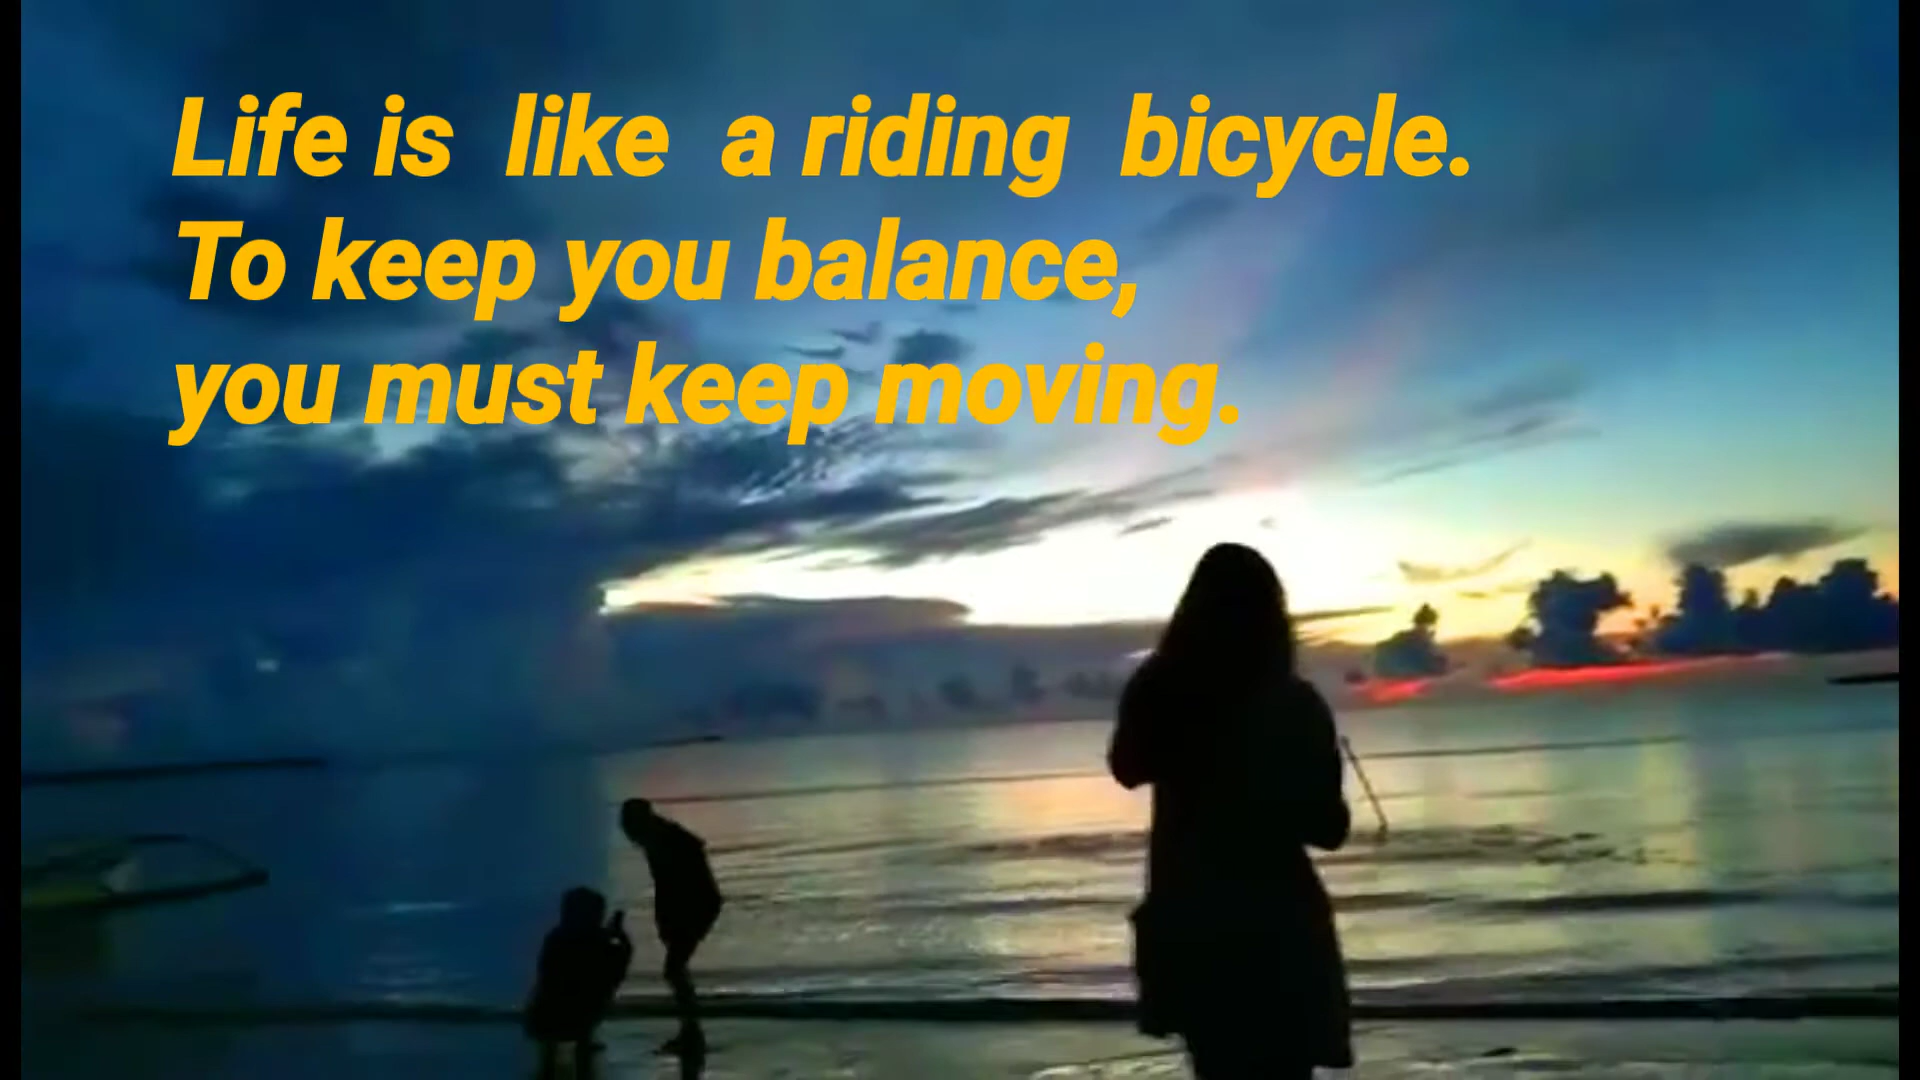 Life is like a riding bicycle.
To keep you balance,
you must keep moving.